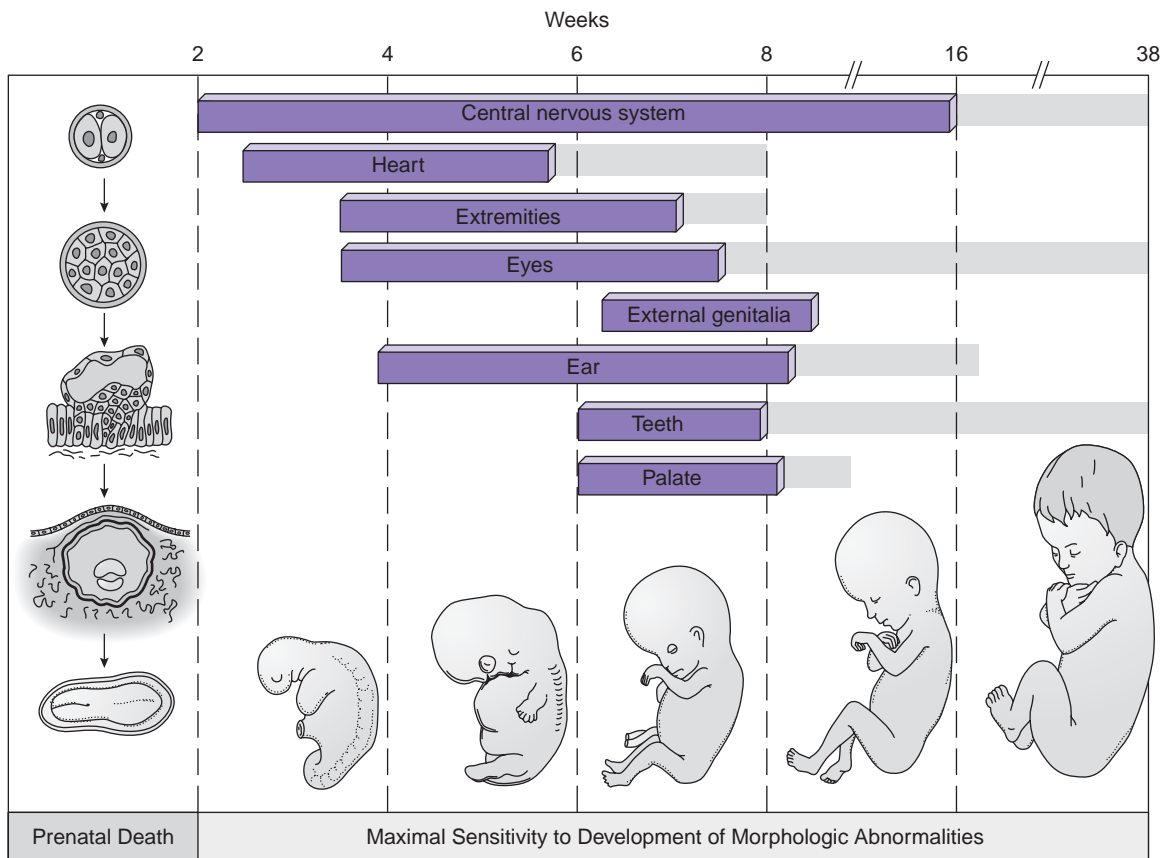 Weeks
2 4 6 8 16 38
Central nervous system
Heart
Extremities
Eyes
External genitalia
Ear
Teeth
Palate
Prenatal Death Maximal Sensitivity to Development of Morphologic Abnormalities